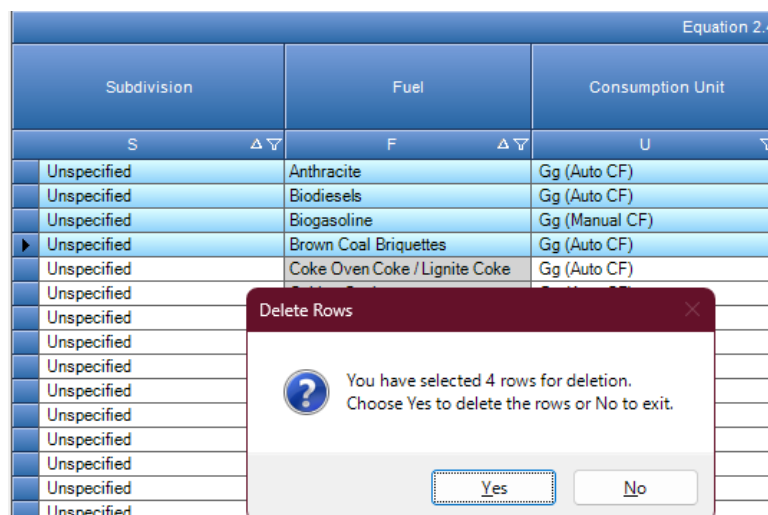 Equation 2.
Subdivision Fuel Consumption Unit
S F U
Unspecified Anthracite Gg (Auto CF)
Unspecified Biodiesels Gg (Auto CF)
Unspecified Biogasoline Gg (Manual CF)
Unspecified Brown Coal Briquettes Gg (Auto CF)
Unspecified Coke Oven Coke / Lignite Coke Gg (Auto CF)
Unspecified
Unspecified
Unspecified
Unspecified
Unspecified
Unspecified
Unspecified
Unspecified
Unspecified
Unspecified
Delete Rows
You have selected 4 rows for deletion.
Choose Yes to delete the rows or No to exit.
Yes No